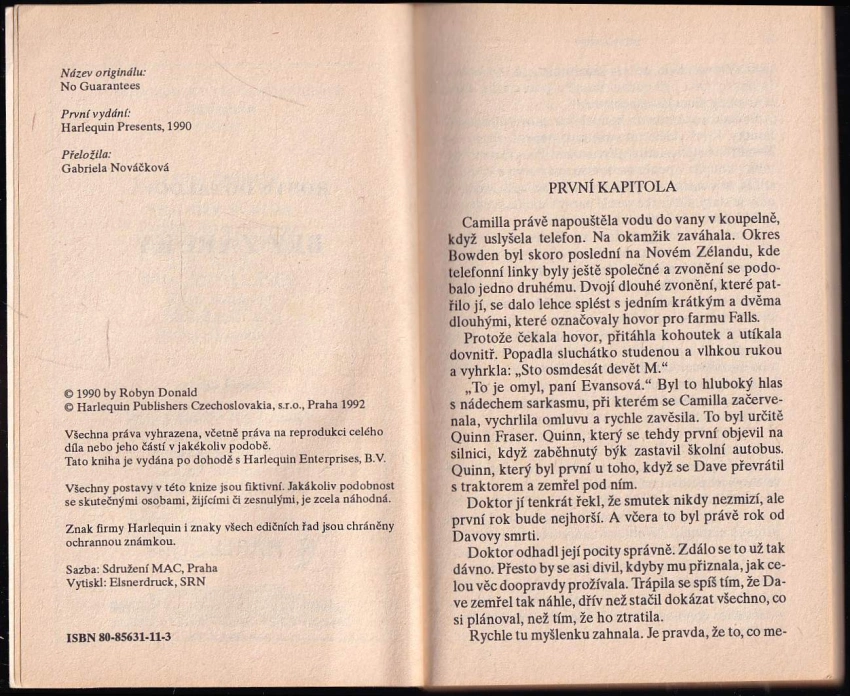 Název originálu:
No Guarantees
První vydání:
Harlequin Presents, 1990
Přeložila:
Gabriela Nováčková
© 1990 by Robyn Donald
© Harlequin Publishers Czechoslovakia, s.r.o., Praha 1992
Všechna práva vyhrazena, včetně práva na reprodukci celého
díla nebo jeho částí v jakékoliv podobě.
Tato kniha je vydána po dohodě s Harlequin Enterprises, B.V.
Všechny postavy v této knize jsou fiktivní. Jakákoliv podobnost
se skutečnými osobami, žijícími či zesnulými, je zcela náhodná.
Znak firmy Harlequin i znaky všech edičních řad jsou chráněny
ochrannou známkou.
Sazba: Sdružení MAC, Praha
Vytiskl: Elsnerdruck, SRN
ISBN 80-85631-11-3
PRVNÍ KAPITOLA
Camilla právě napouštěla vodu do vany v koupelně,
když uslyšela telefon. Na okamžik zaváhala. Okres
Bowden byl skoro poslední na Novém Zélandu, kde
telefonní linky byly ještě společné a zvonění se podo-
balo jedno druhému. Dvojí dlouhé zvonění, které pat-
řilo jí, se dalo lehce splést s jedním krátkým a dvěma
dlouhými, které označovaly hovor pro farmu Falls.
Protože čekala hovor, přitáhla kohoutek a utíkala
dovnitř. Popadla sluchátko studenou a vlhkou rukou
a vyhrkla: „Sto osmdesát devět M.“
„To je omyl, paní Evansová.“ Byl to hluboký hlas
s nádechem sarkasmu, při kterém se Camilla začerve-
nala, vychrlila omluvu a rychle zavěsila. To byl určitě
Quinn Fraser. Quinn, který se tehdy první objevil na
silnici, když zaběhnutý býk zastavil školní autobus.
Quinn, který byl první u toho, když se Dave převrátil
s traktorem a zemřel pod ním.
Doktor jí tenkrát řekl, že smutek nikdy nezmizí, ale
první rok bude nejhorší. A včera to byl právě rok od
Davovy smrti.
Doktor odhadl její pocity správně. Zdálo se to už tak
dávno. Přesto by se asi divil, kdyby mu přiznala, jak ce-
lou věc doopravdy prožívala. Trápila se spíš tím, že Da-
ve zemřel tak náhle, dřív než stačil dokázat všechno, co
si plánoval, než tím, že ho ztratila.
Rychle tu myšlenku zahnala. Je pravda, že to, co me-